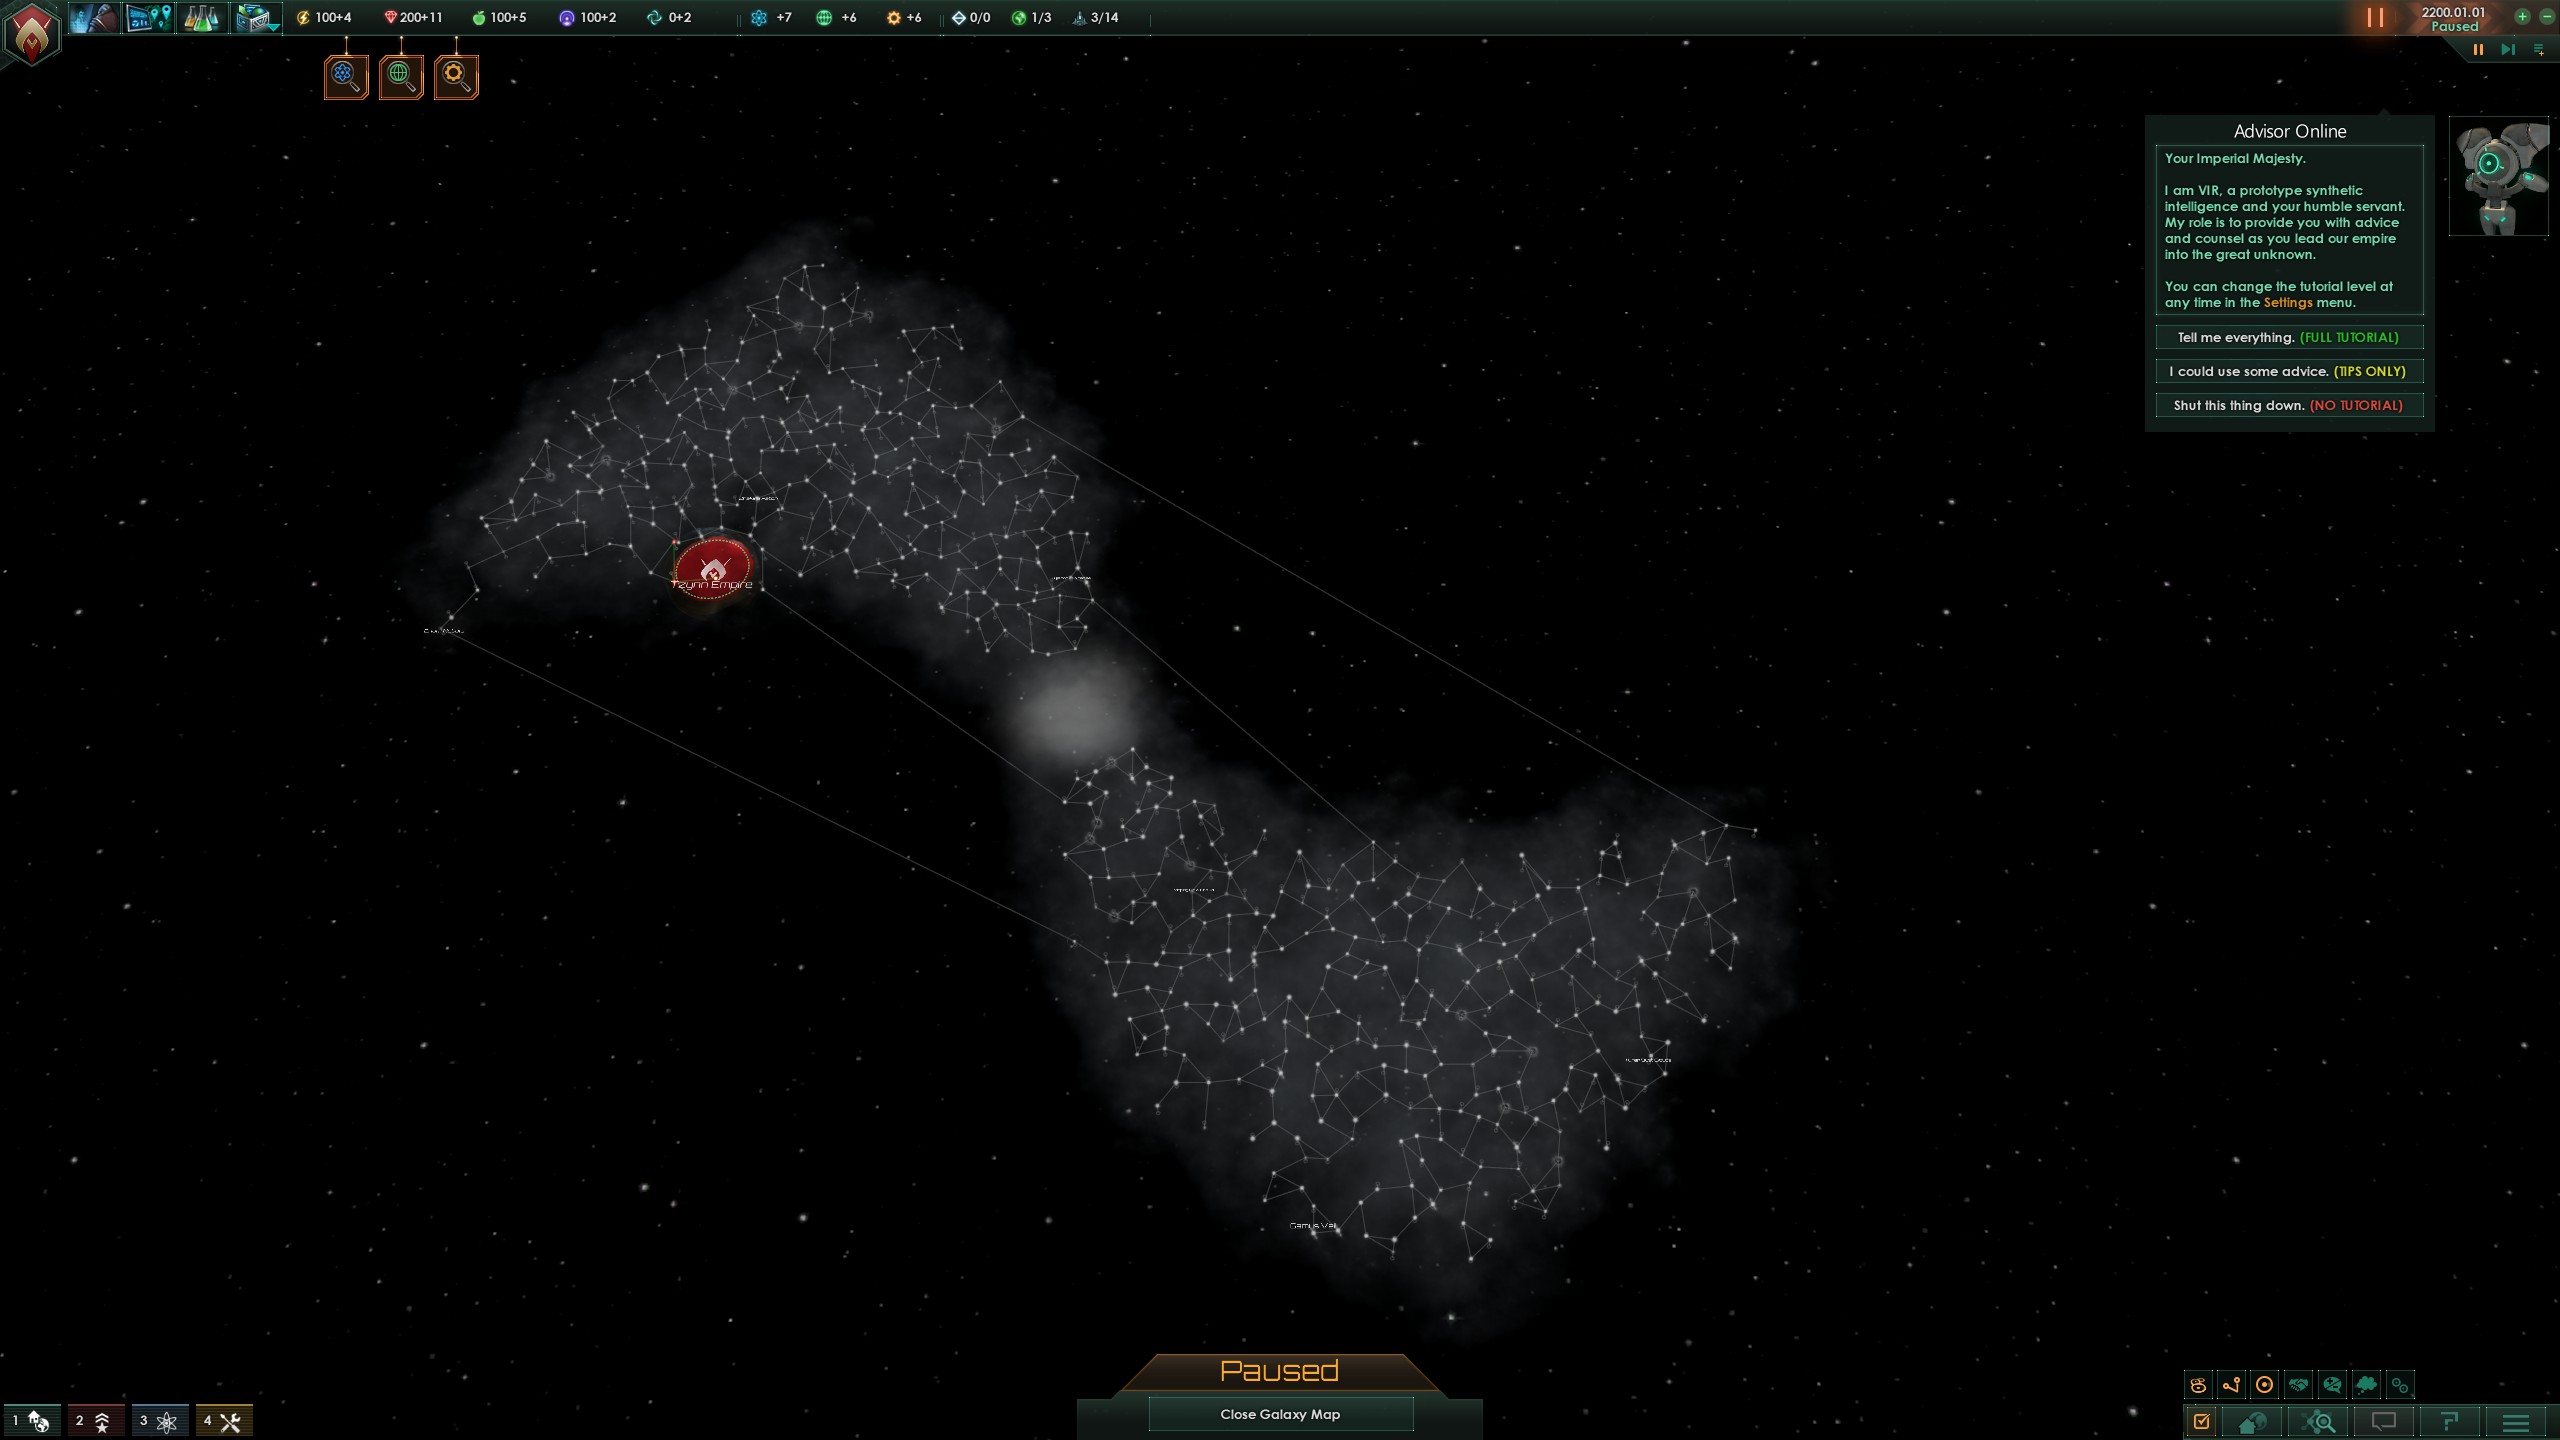 100+4
200+11
100+5
100+2
0+2
+7
+6
+6
0/0
1/3
3/14
2200.01.01
Paused
Advisor Online
Your Imperial Majesty.
I am VIR, a prototype synthetic
intelligence and your humble servant.
My role is to provide you with advice
and counsel as you lead our empire
into the great unknown.
You can change the tutorial level at
any time in the Settings menu.
Tell me everything. (FULL TUTORIAL)
I could use some advice. (TIPS ONLY)
Shut this thing down. (NO TUTORIAL)
Tzynn Empire
Paused
Close Galaxy Map
1
2
3
4